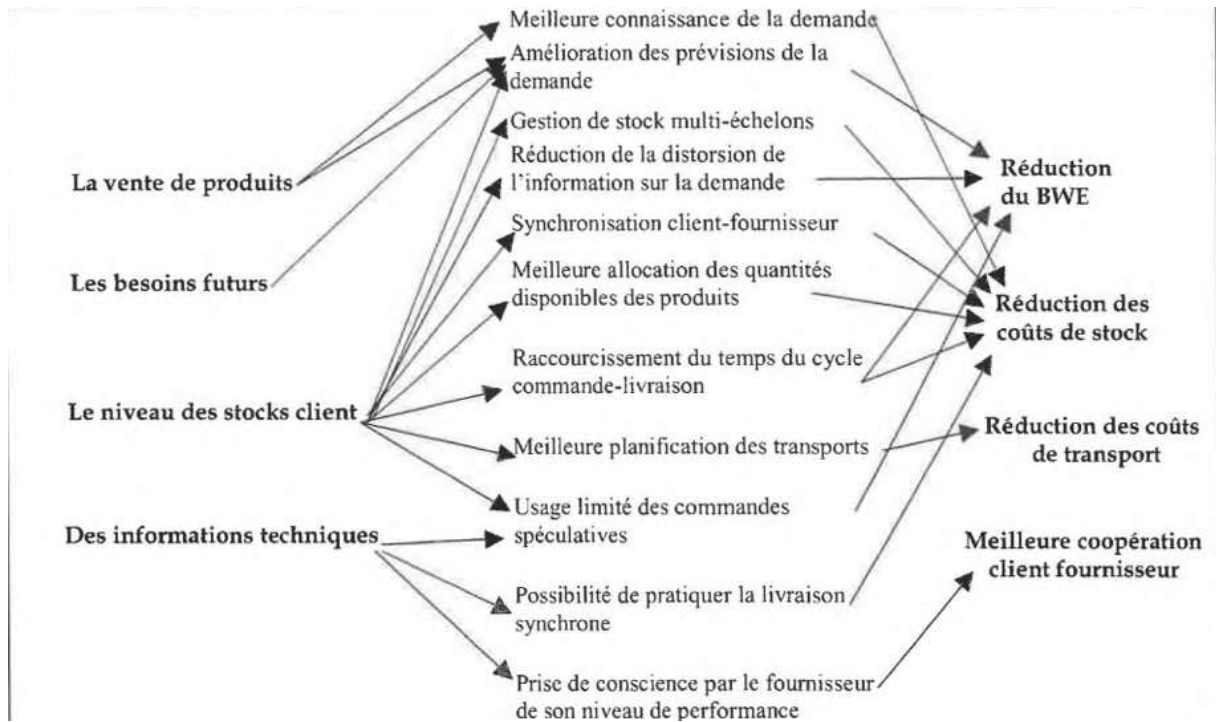 Meilleure connaissance de la demande
Amélioration des prévisions de la
demande
Gestion de stock multi-échelons
Réduction de la distorsion de
l'information sur la demande
Synchronisation client-fournisseur
Meilleure allocation des quantités
disponibles des produits
Raccourcissement du temps du cycle
commande-livraison
Meilleure planification des transports
Usage limité des commandes
spéculatives
Possibilité de pratiquer la livraison
synchrone
Prise de conscience par le fournisseur
de son niveau de performance
La vente de produits
Les besoins futurs
Le niveau des stocks client
Des informations techniques
Réduction
du BWE
Réduction des
coûts de stock
Réduction des coûts
de transport
Meilleure coopération
client fournisseur